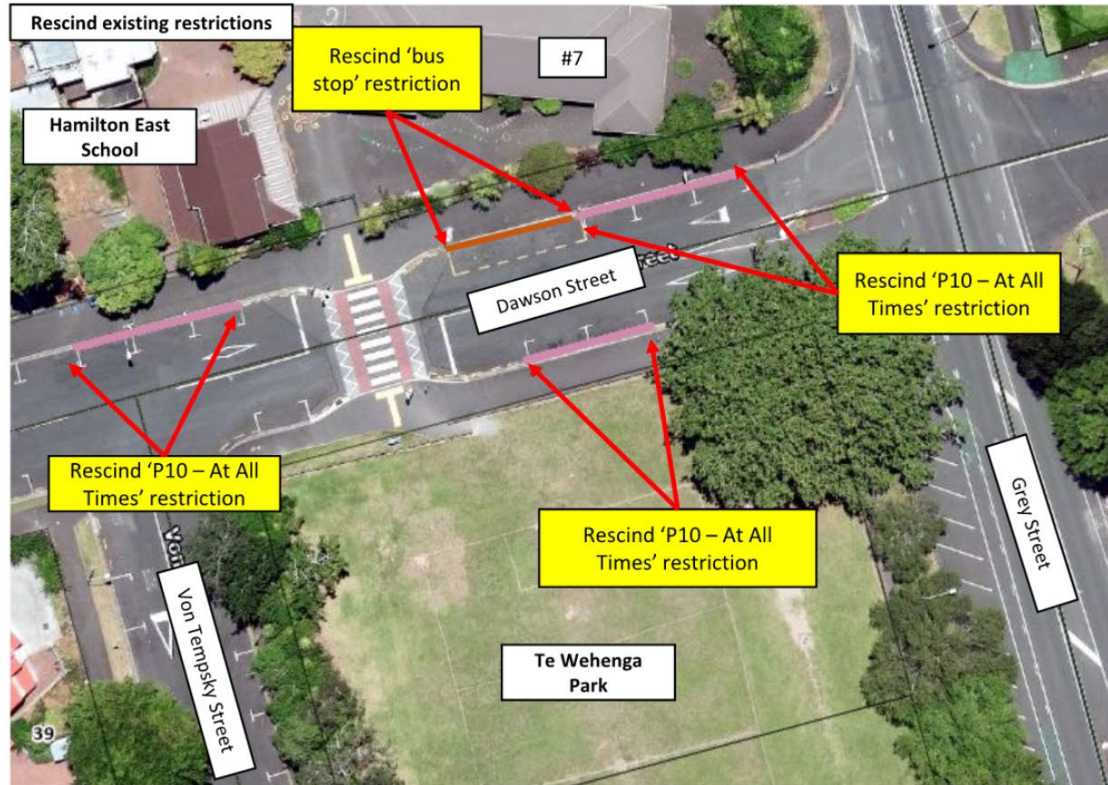 Rescind existing restrictions
Rescind ‘bus
stop’ restriction
#7
Hamilton East
School
Dawson Street
reet
Rescind ‘P10 – At All
Times’ restriction
Rescind ‘P10 – At All
Times’ restriction
Rescind ‘P10 – At All
Times’ restriction
Grey Street
Von
Von Tempsky Street
Te Wehenga
Park
39